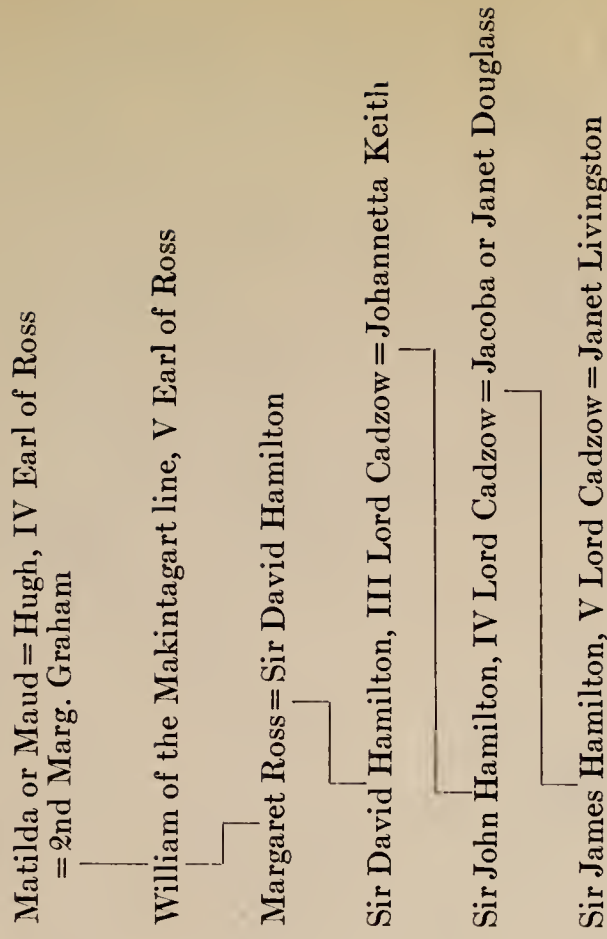 Matilda or Maud = Hugh, IV Earl of Ross
= 2nd Marg. Graham
William of the Makintagart line, V Earl of Ross
Margaret Ross = Sir David Hamilton
Sir David Hamilton, III Lord Cadzow = Johannetta Keith
Sir John Hamilton, IV Lord Cadzow = Jacoba or Janet Douglass
Sir James Hamilton, V Lord Cadzow = Janet Livingston